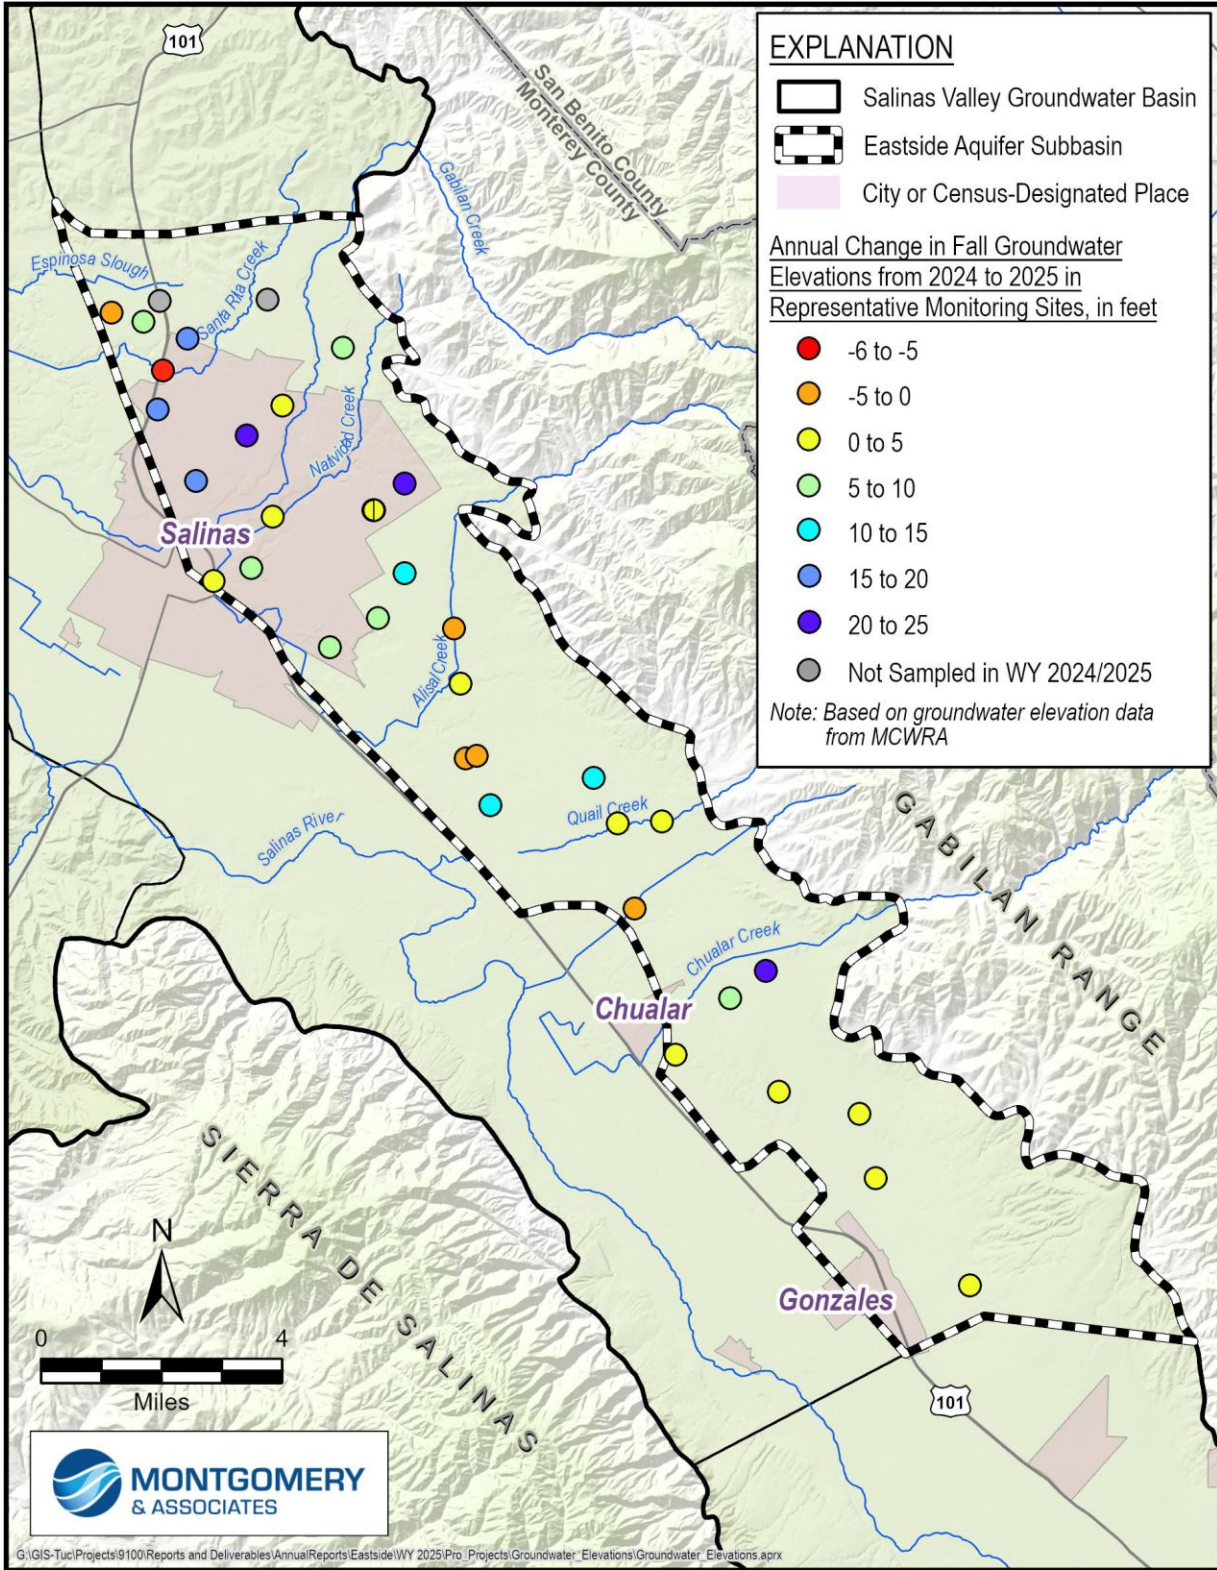 101
San Benito County
Monterey County
EXPLANATION
Salinas Valley Groundwater Basin
Eastside Aquifer Subbasin
City or Census-Designated Place
Annual Change in Fall Groundwater
Elevations from 2024 to 2025 in
Representative Monitoring Sites, in feet
-6 to -5
-5 to 0
0 to 5
5 to 10
10 to 15
15 to 20
20 to 25
Not Sampled in WY 2024/2025
Note: Based on groundwater elevation data
from MCWRA
Gabilan Creek
Espinosa Slough
Santa Rita Creek
Natividad Creek
Salinas
Alisal Creek
Quail Creek
Salinas River
GABILAN RANGE
Chualar Creek
Chualar
SIERRA DE SALINAS
N
Gonzales
0 4
Miles
101
MONTGOMERY
& ASSOCIATES
G:\GIS-Tuc\Projects\9100\Reports and Deliverables\AnnualReports\Eastside\WY 2025\Pro_Projects\Groundwater_Elevations\Groundwater_Elevations.aprx